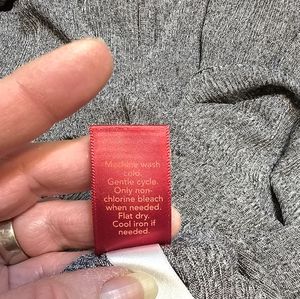 Machine wash
cold.
Gentle cycle.
Only non-
chlorine bleach
when needed.
Flat dry.
Cool iron if
needed.